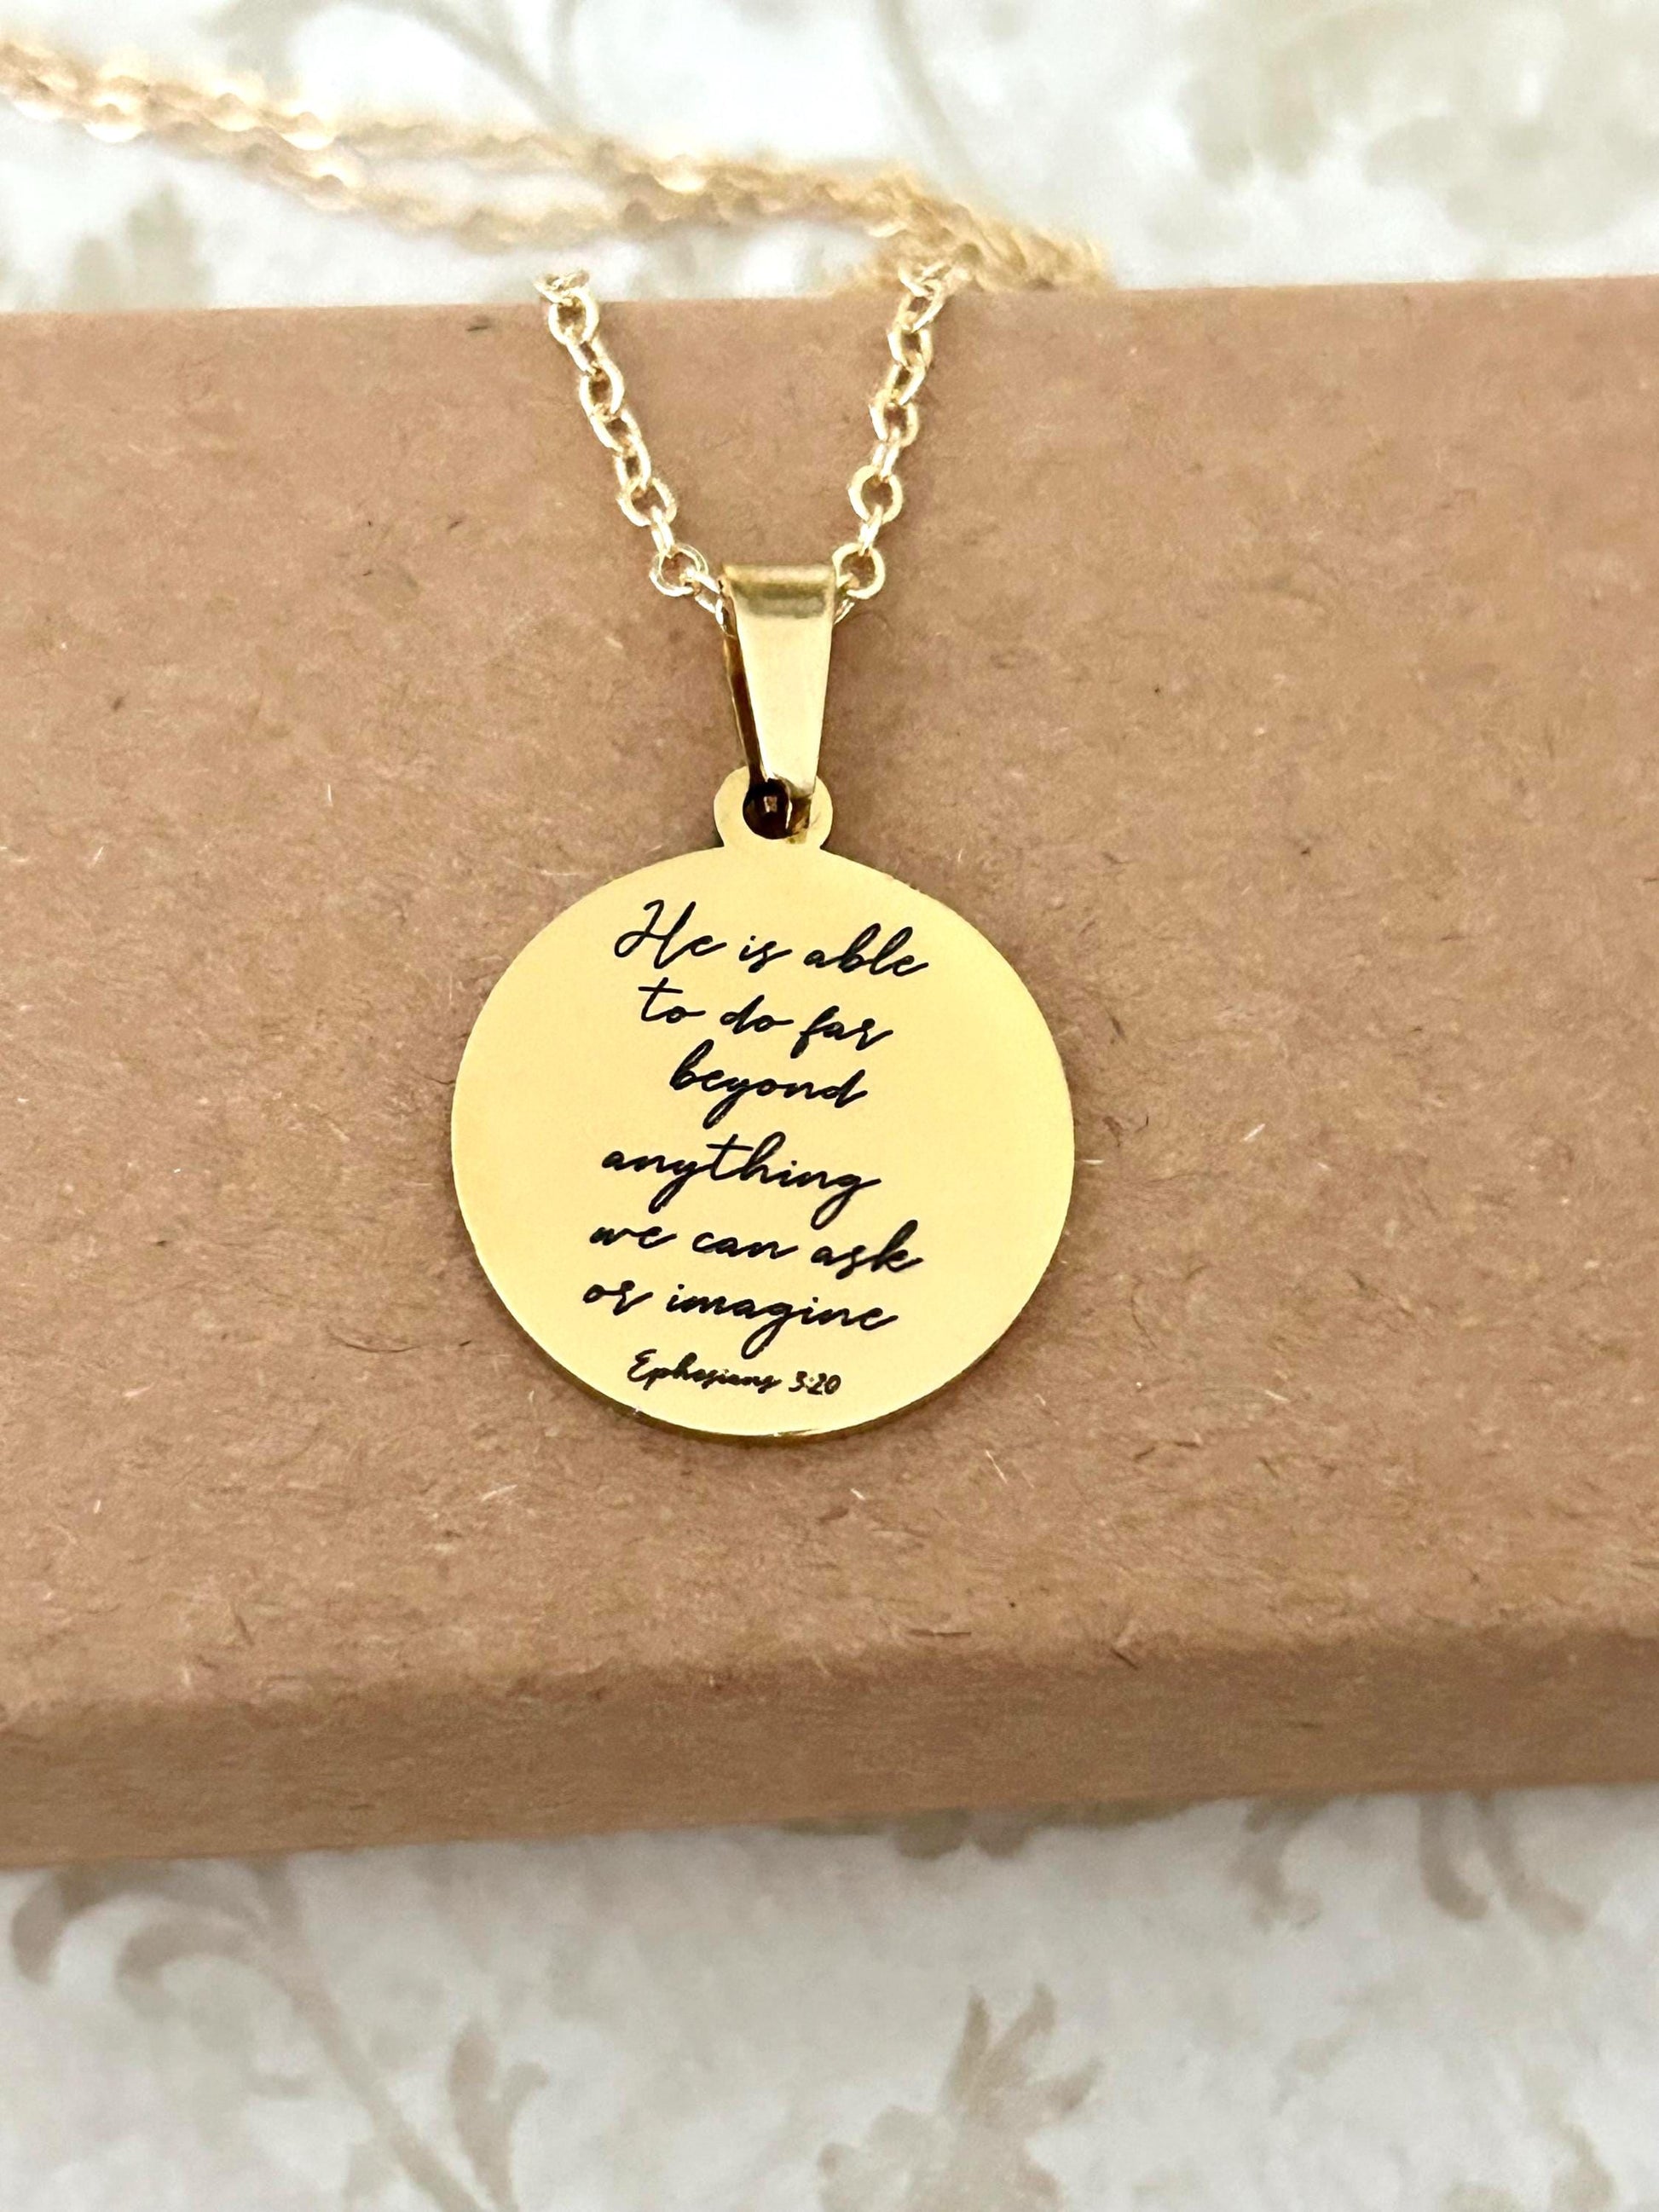 He is able
to do far
beyond
anything
we can ask
or imagine
Ephesians 3:20